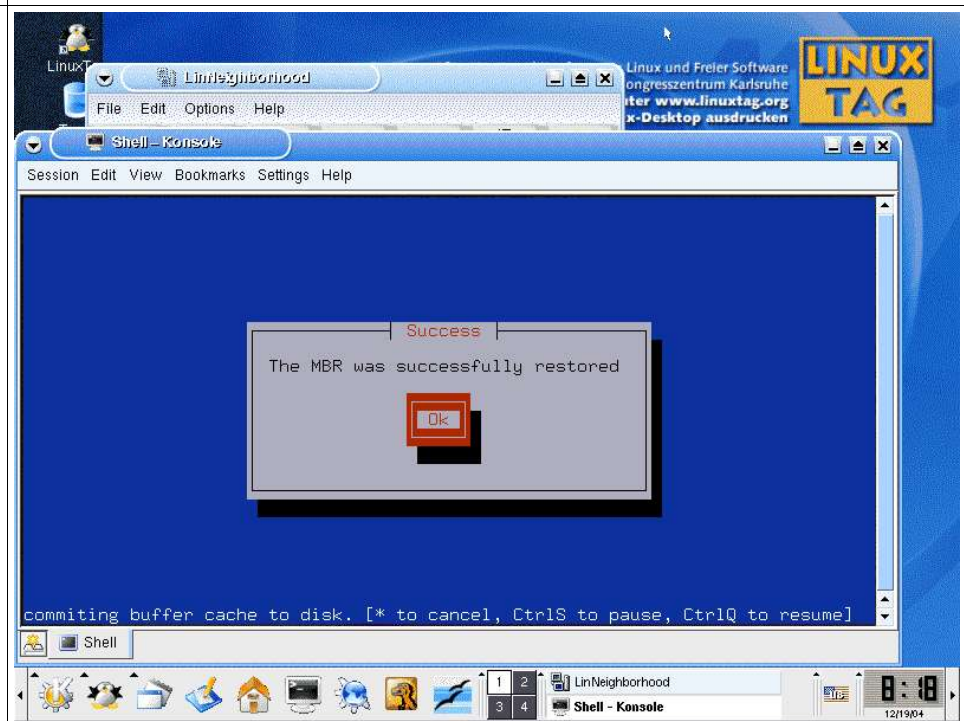 LinuxT
LinNeighborhood
File Edit Options Help
Linux und Freier Software
ongresszentrum Karlsruhe
ter www.linuxtag.org
x-Desktop ausdrucken
LINUX
TAG
Shell - Konsole
Session Edit View Bookmarks Settings Help
Success
The MBR was successfully restored
Ok
commiting buffer cache to disk. [* to cancel, CtrlS to pause, CtrlQ to resume]
Shell
1 2
3 4
LinNeighborhood
Shell - Konsole
8:18
12/19/04